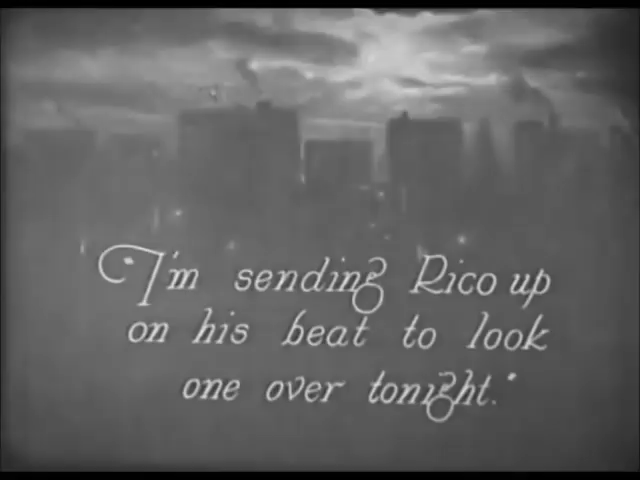 "I'm sending Rico up
on his beat to look
one over tonight."